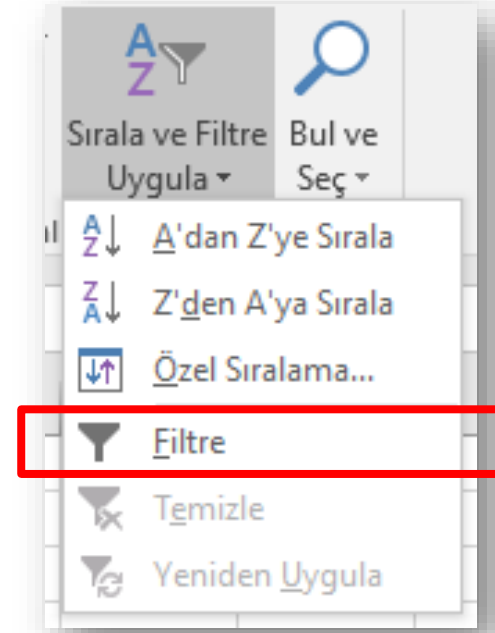 Sırala ve Filtre
Uygula
Bul ve
Seç
A'dan Z'ye Sırala
Z'den A'ya Sırala
Özel Sıralama...
Filtre
Temizle
Yeniden Uygula